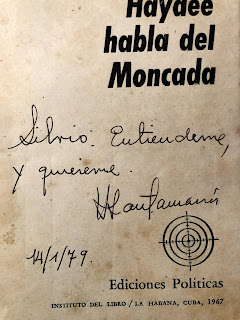 Haydée
habla del
Moncada
Silvio: Entiendeme,
y quiereme.
HSantamaría
14/1/79.
Ediciones Políticas
INSTITUTO DEL LIBRO / LA HABANA, CUBA, 1967